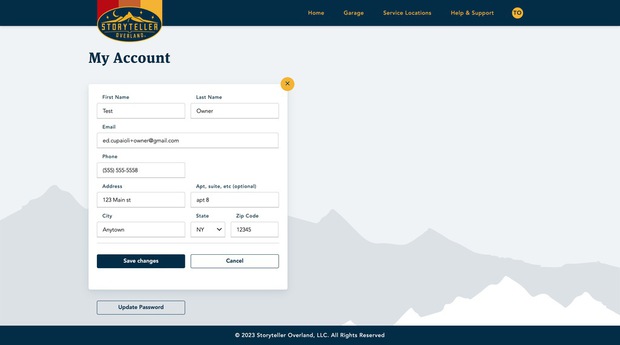 Home Garage Service Locations Help & Support TO
STORYTELLER
OVERLAND
My Account
First Name Last Name
Test Owner
Email
ed.cupaioli+owner@gmail.com
Phone
(555) 555-5558
Address Apt, suite, etc (optional)
123 Main st apt 8
City State Zip Code
Anytown NY 12345
Save changes Cancel
Update Password
© 2023 Storyteller Overland, LLC. All Rights Reserved